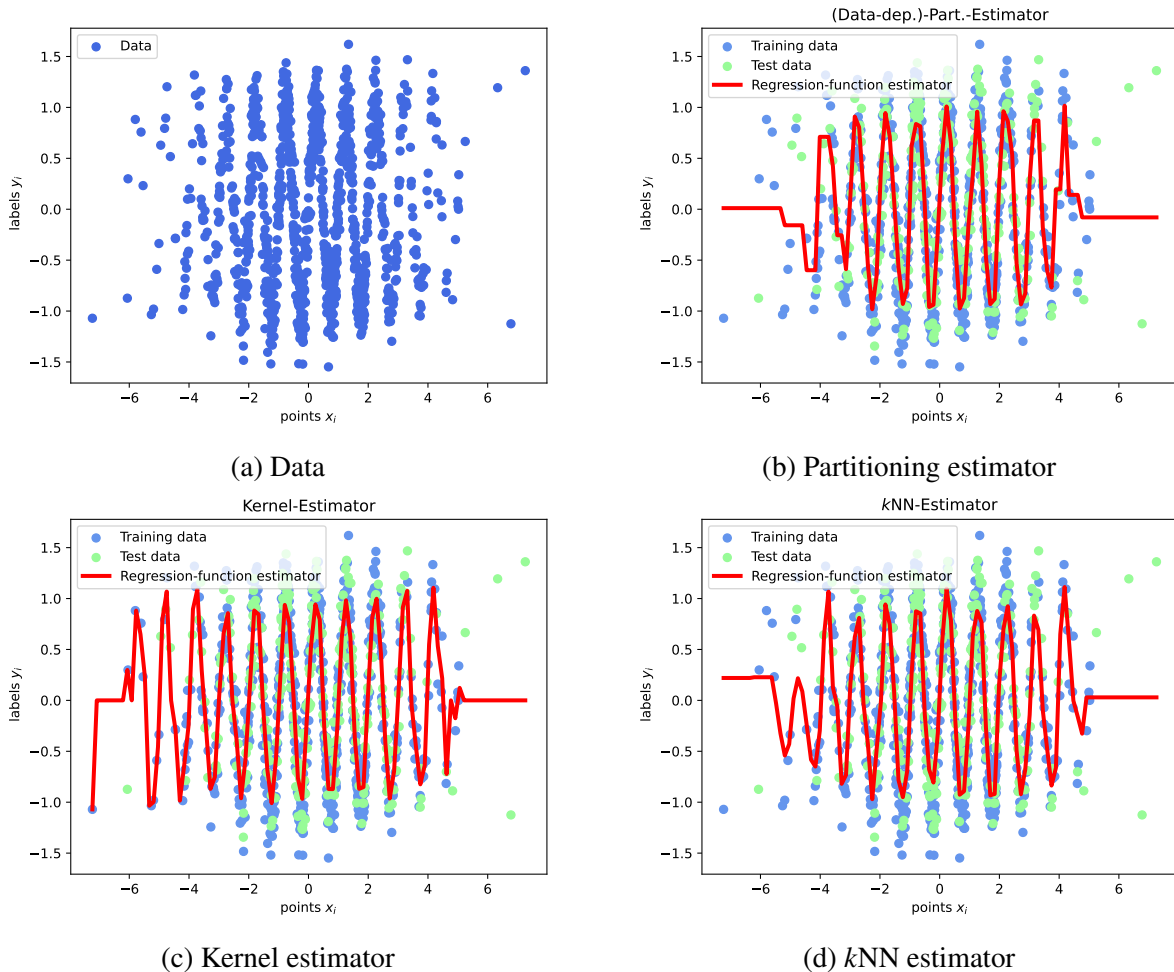 Data
labels y_i
1.5
1.0
0.5
0.0
−0.5
−1.0
−1.5
−6 −4 −2 0 2 4 6
points x_i
(a) Data
(Data-dep.)-Part.-Estimator
Training data
Test data
Regression-function estimator
labels y_i
1.5
1.0
0.5
0.0
−0.5
−1.0
−1.5
−6 −4 −2 0 2 4 6
points x_i
(b) Partitioning estimator
Kernel-Estimator
Training data
Test data
Regression-function estimator
labels y_i
1.5
1.0
0.5
0.0
−0.5
−1.0
−1.5
−6 −4 −2 0 2 4 6
points x_i
(c) Kernel estimator
kNN-Estimator
Training data
Test data
Regression-function estimator
labels y_i
1.5
1.0
0.5
0.0
−0.5
−1.0
−1.5
−6 −4 −2 0 2 4 6
points x_i
(d) kNN estimator